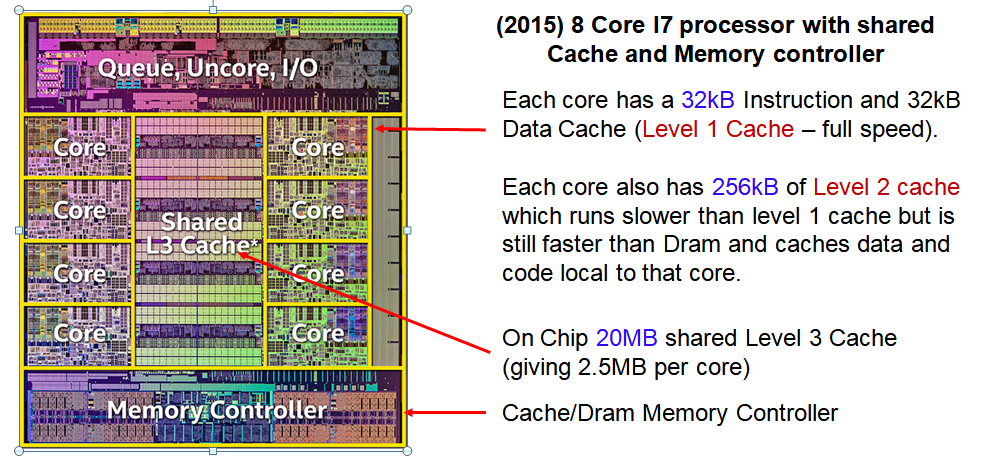 (2015) 8 Core I7 processor with shared
Cache and Memory controller
Queue, Uncore, I/O
Core
Core
Core
Core
Shared
L3 Cache*
Core
Core
Core
Core
Memory Controller
Each core has a 32kB Instruction and 32kB
Data Cache (Level 1 Cache – full speed).
Each core also has 256kB of Level 2 cache
which runs slower than level 1 cache but is
still faster than Dram and caches data and
code local to that core.
On Chip 20MB shared Level 3 Cache
(giving 2.5MB per core)
Cache/Dram Memory Controller